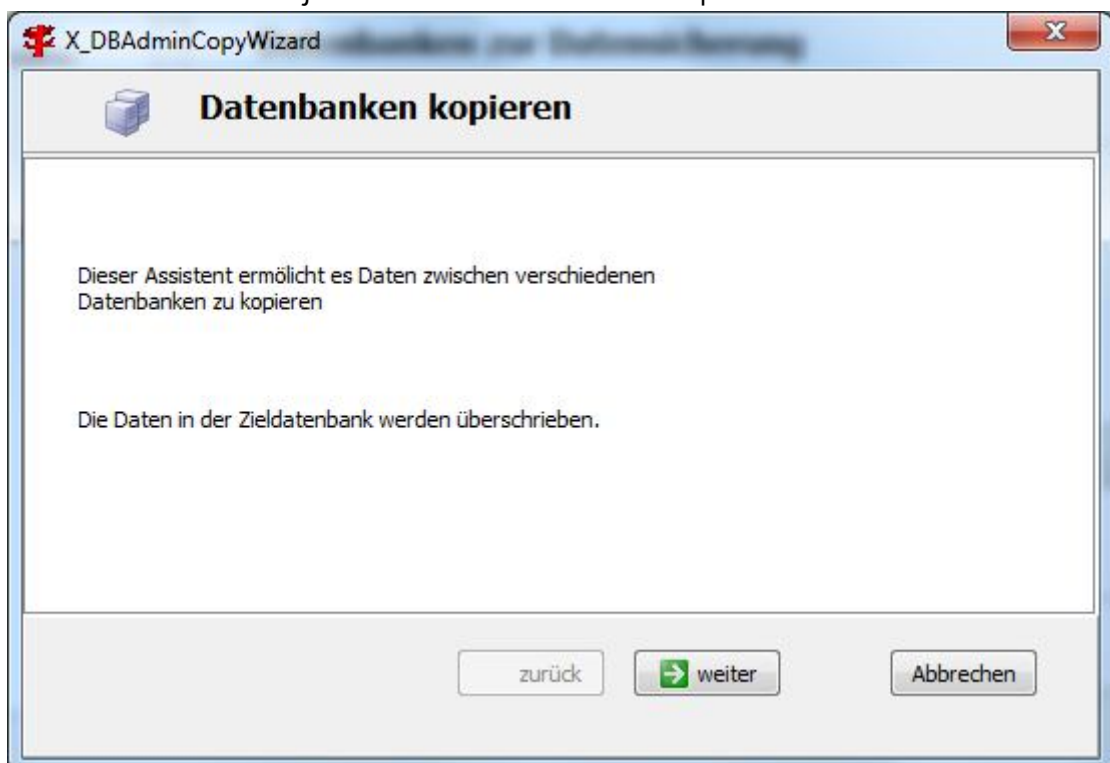 X_DBAdminCopyWizard
Datenbanken kopieren
Dieser Assistent ermölicht es Daten zwischen verschiedenen
Datenbanken zu kopieren
Die Daten in der Zieldatenbank werden überschrieben.
zurück
weiter
Abbrechen